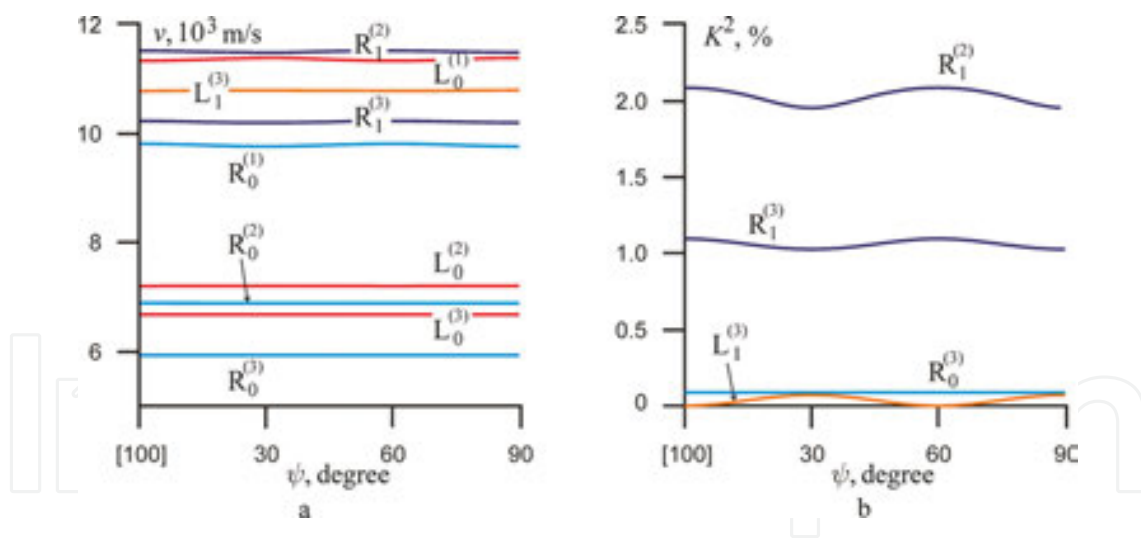 v, 10³ m/s
12
10
8
6
R₁⁽²⁾
L₀⁽¹⁾
L₁⁽³⁾
R₁⁽³⁾
R₀⁽¹⁾
R₀⁽²⁾
L₀⁽²⁾
L₀⁽³⁾
R₀⁽³⁾
[100] 30 60 90
ψ, degree
a
K², %
2.5
2.0
1.5
1.0
0.5
0
R₁⁽²⁾
R₁⁽³⁾
L₁⁽³⁾
R₀⁽³⁾
[100] 30 60 90
ψ, degree
b